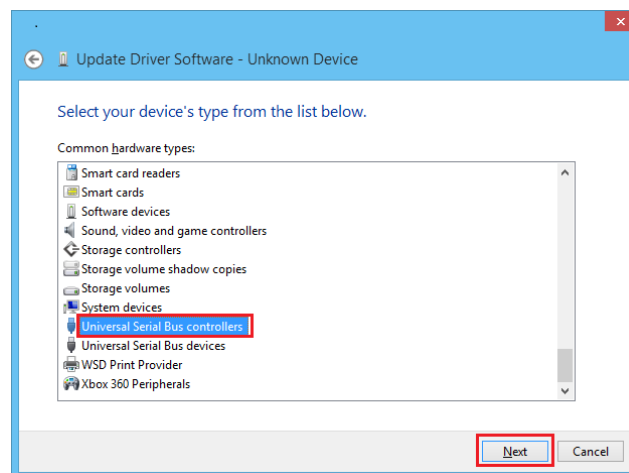 Update Driver Software - Unknown Device
Select your device's type from the list below.
Common hardware types:
Smart card readers
Smart cards
Software devices
Sound, video and game controllers
Storage controllers
Storage volume shadow copies
Storage volumes
System devices
Universal Serial Bus controllers
Universal Serial Bus devices
WSD Print Provider
Xbox 360 Peripherals
Next Cancel